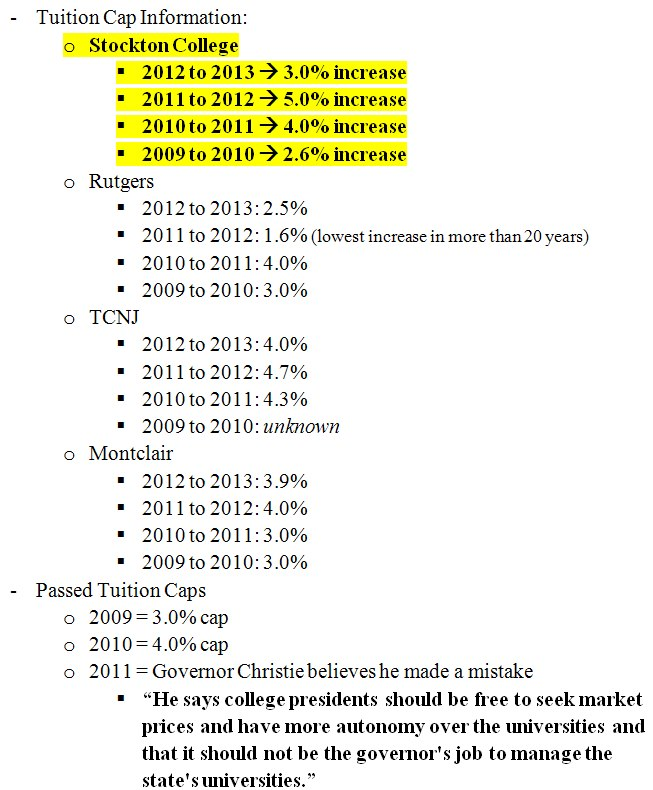 - Tuition Cap Information:
o Stockton College
▪ 2012 to 2013 → 3.0% increase
▪ 2011 to 2012 → 5.0% increase
▪ 2010 to 2011 → 4.0% increase
▪ 2009 to 2010 → 2.6% increase
o Rutgers
▪ 2012 to 2013: 2.5%
▪ 2011 to 2012: 1.6% (lowest increase in more than 20 years)
▪ 2010 to 2011: 4.0%
▪ 2009 to 2010: 3.0%
o TCNJ
▪ 2012 to 2013: 4.0%
▪ 2011 to 2012: 4.7%
▪ 2010 to 2011: 4.3%
▪ 2009 to 2010: unknown
o Montclair
▪ 2012 to 2013: 3.9%
▪ 2011 to 2012: 4.0%
▪ 2010 to 2011: 3.0%
▪ 2009 to 2010: 3.0%
- Passed Tuition Caps
o 2009 = 3.0% cap
o 2010 = 4.0% cap
o 2011 = Governor Christie believes he made a mistake
▪ “He says college presidents should be free to seek market
prices and have more autonomy over the universities and
that it should not be the governor's job to manage the
state's universities.”